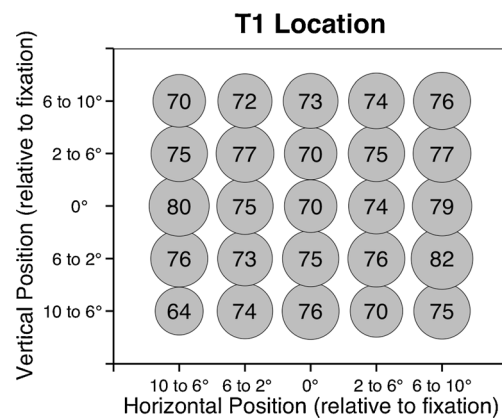 T1 Location
Vertical Position (relative to fixation)
6 to 10° 70 72 73 74 76
2 to 6° 75 77 70 75 77
0° 80 75 70 74 79
6 to 2° 76 73 75 76 82
10 to 6° 64 74 76 70 75
10 to 6° 6 to 2° 0° 2 to 6° 6 to 10°
Horizontal Position (relative to fixation)